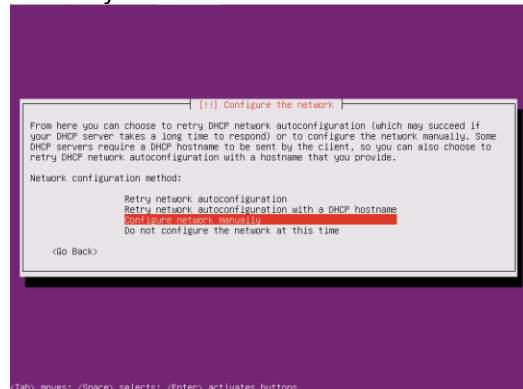 [!!] Configure the network
From here you can choose to retry DHCP network autoconfiguration (which may succeed if
your DHCP server takes a long time to respond) or to configure the network manually. Some
DHCP servers require a DHCP hostname to be sent by the client, so you can also choose to
retry DHCP network autoconfiguration with a hostname that you provide.
Network configuration method:
Retry network autoconfiguration
Retry network autoconfiguration with a DHCP hostname
Configure network manually
Do not configure the network at this time
<Go Back>
<Tab> moves; <Space> selects; <Enter> activates buttons